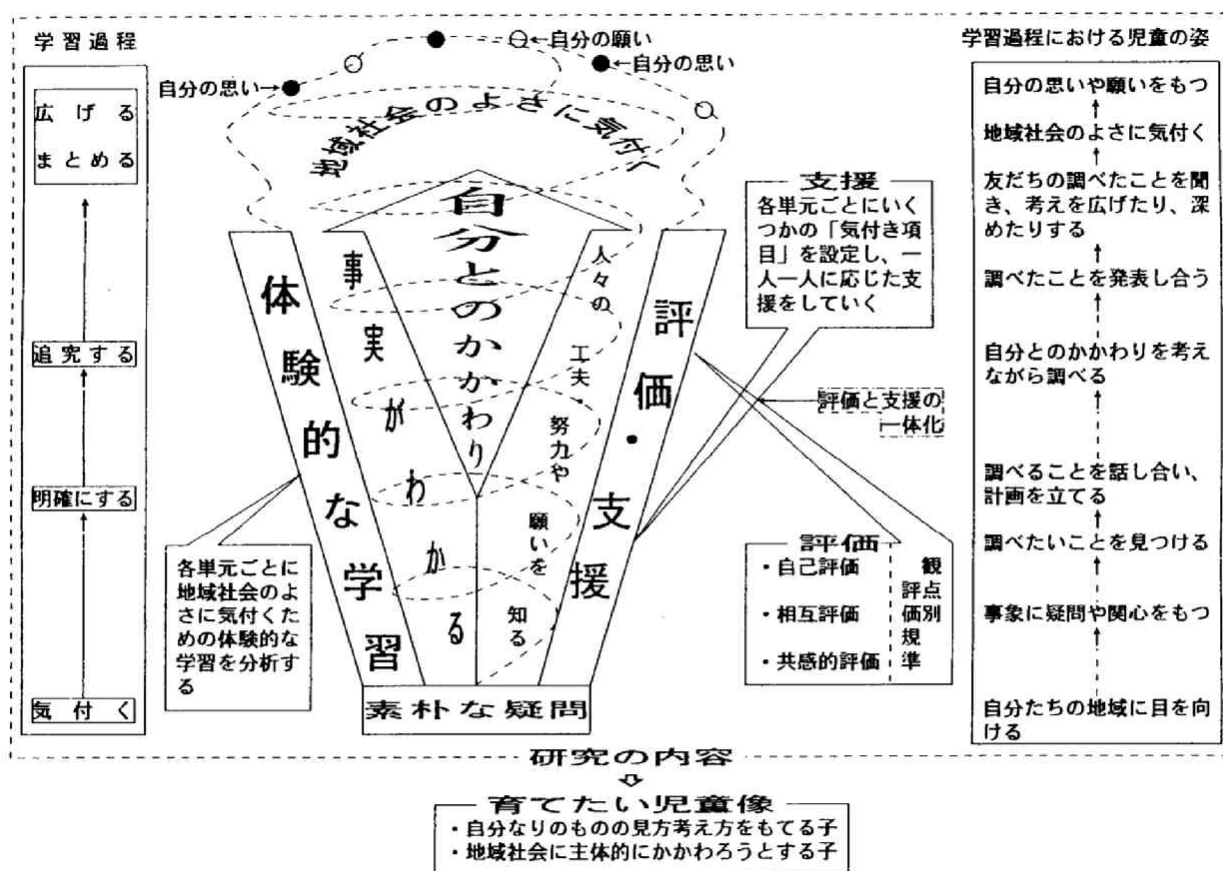 学習過程
広げる
まとめる
追究する
明確にする
気付く
自分の思い→
←自分の願い
←自分の思い
地域社会のよさに気付く
自分とのかかわり
体験的な学習
事実がわかる
人々の工夫・努力や願いを知る
評価・支援
素朴な疑問
各単元ごとに
地域社会のよ
さに気付くた
めの体験的な
学習を分析す
る
支援
各単元ごとにいく
つかの「気付き項
目」を設定し、一
人一人に応じた支
援をしていく
評価と支援の
一体化
評価
・自己評価
・相互評価
・共感的評価
観点別
評価規準
学習過程における児童の姿
自分の思いや願いをもつ
地域社会のよさに気付く
友だちの調べたことを聞
き、考えを広げたり、深
めたりする
調べたことを発表し合う
自分とのかかわりを考え
ながら調べる
調べることを話し合い、
計画を立てる
調べたいことを見つける
事象に疑問や関心をもつ
自分たちの地域に目を向
ける
研究の内容
育てたい児童像
・自分なりのものの見方考え方をもてる子
・地域社会に主体的にかかわろうとする子